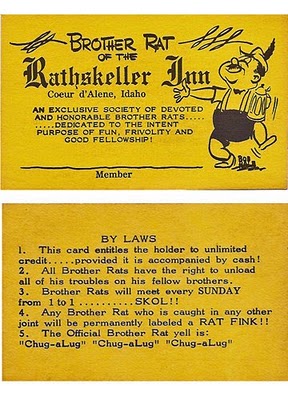 BROTHER RAT
OF THE
Rathskeller Inn
Coeur d'Alene, Idaho
AN EXCLUSIVE SOCIETY OF DEVOTED
AND HONORABLE BROTHER RATS.....
.....DEDICATED TO THE INTENT
PURPOSE OF FUN, FRIVOLITY AND
GOOD FELLOWSHIP!
Member
BY LAWS
1. This card entitles the holder to unlimited
credit.....provided it is accompanied by cash!
2. All Brother Rats have the right to unload
all of his troubles on his fellow brothers.
3. Brother Rats will meet every SUNDAY
from 1 to 1 ..........SKOL!!
4. Any Brother Rat who is caught in any other
joint will be permanently labeled a RAT FINK!!
5. The Official Brother Rat yell is:
"Chug-aLug" "Chug-aLug" "Chug-aLug"